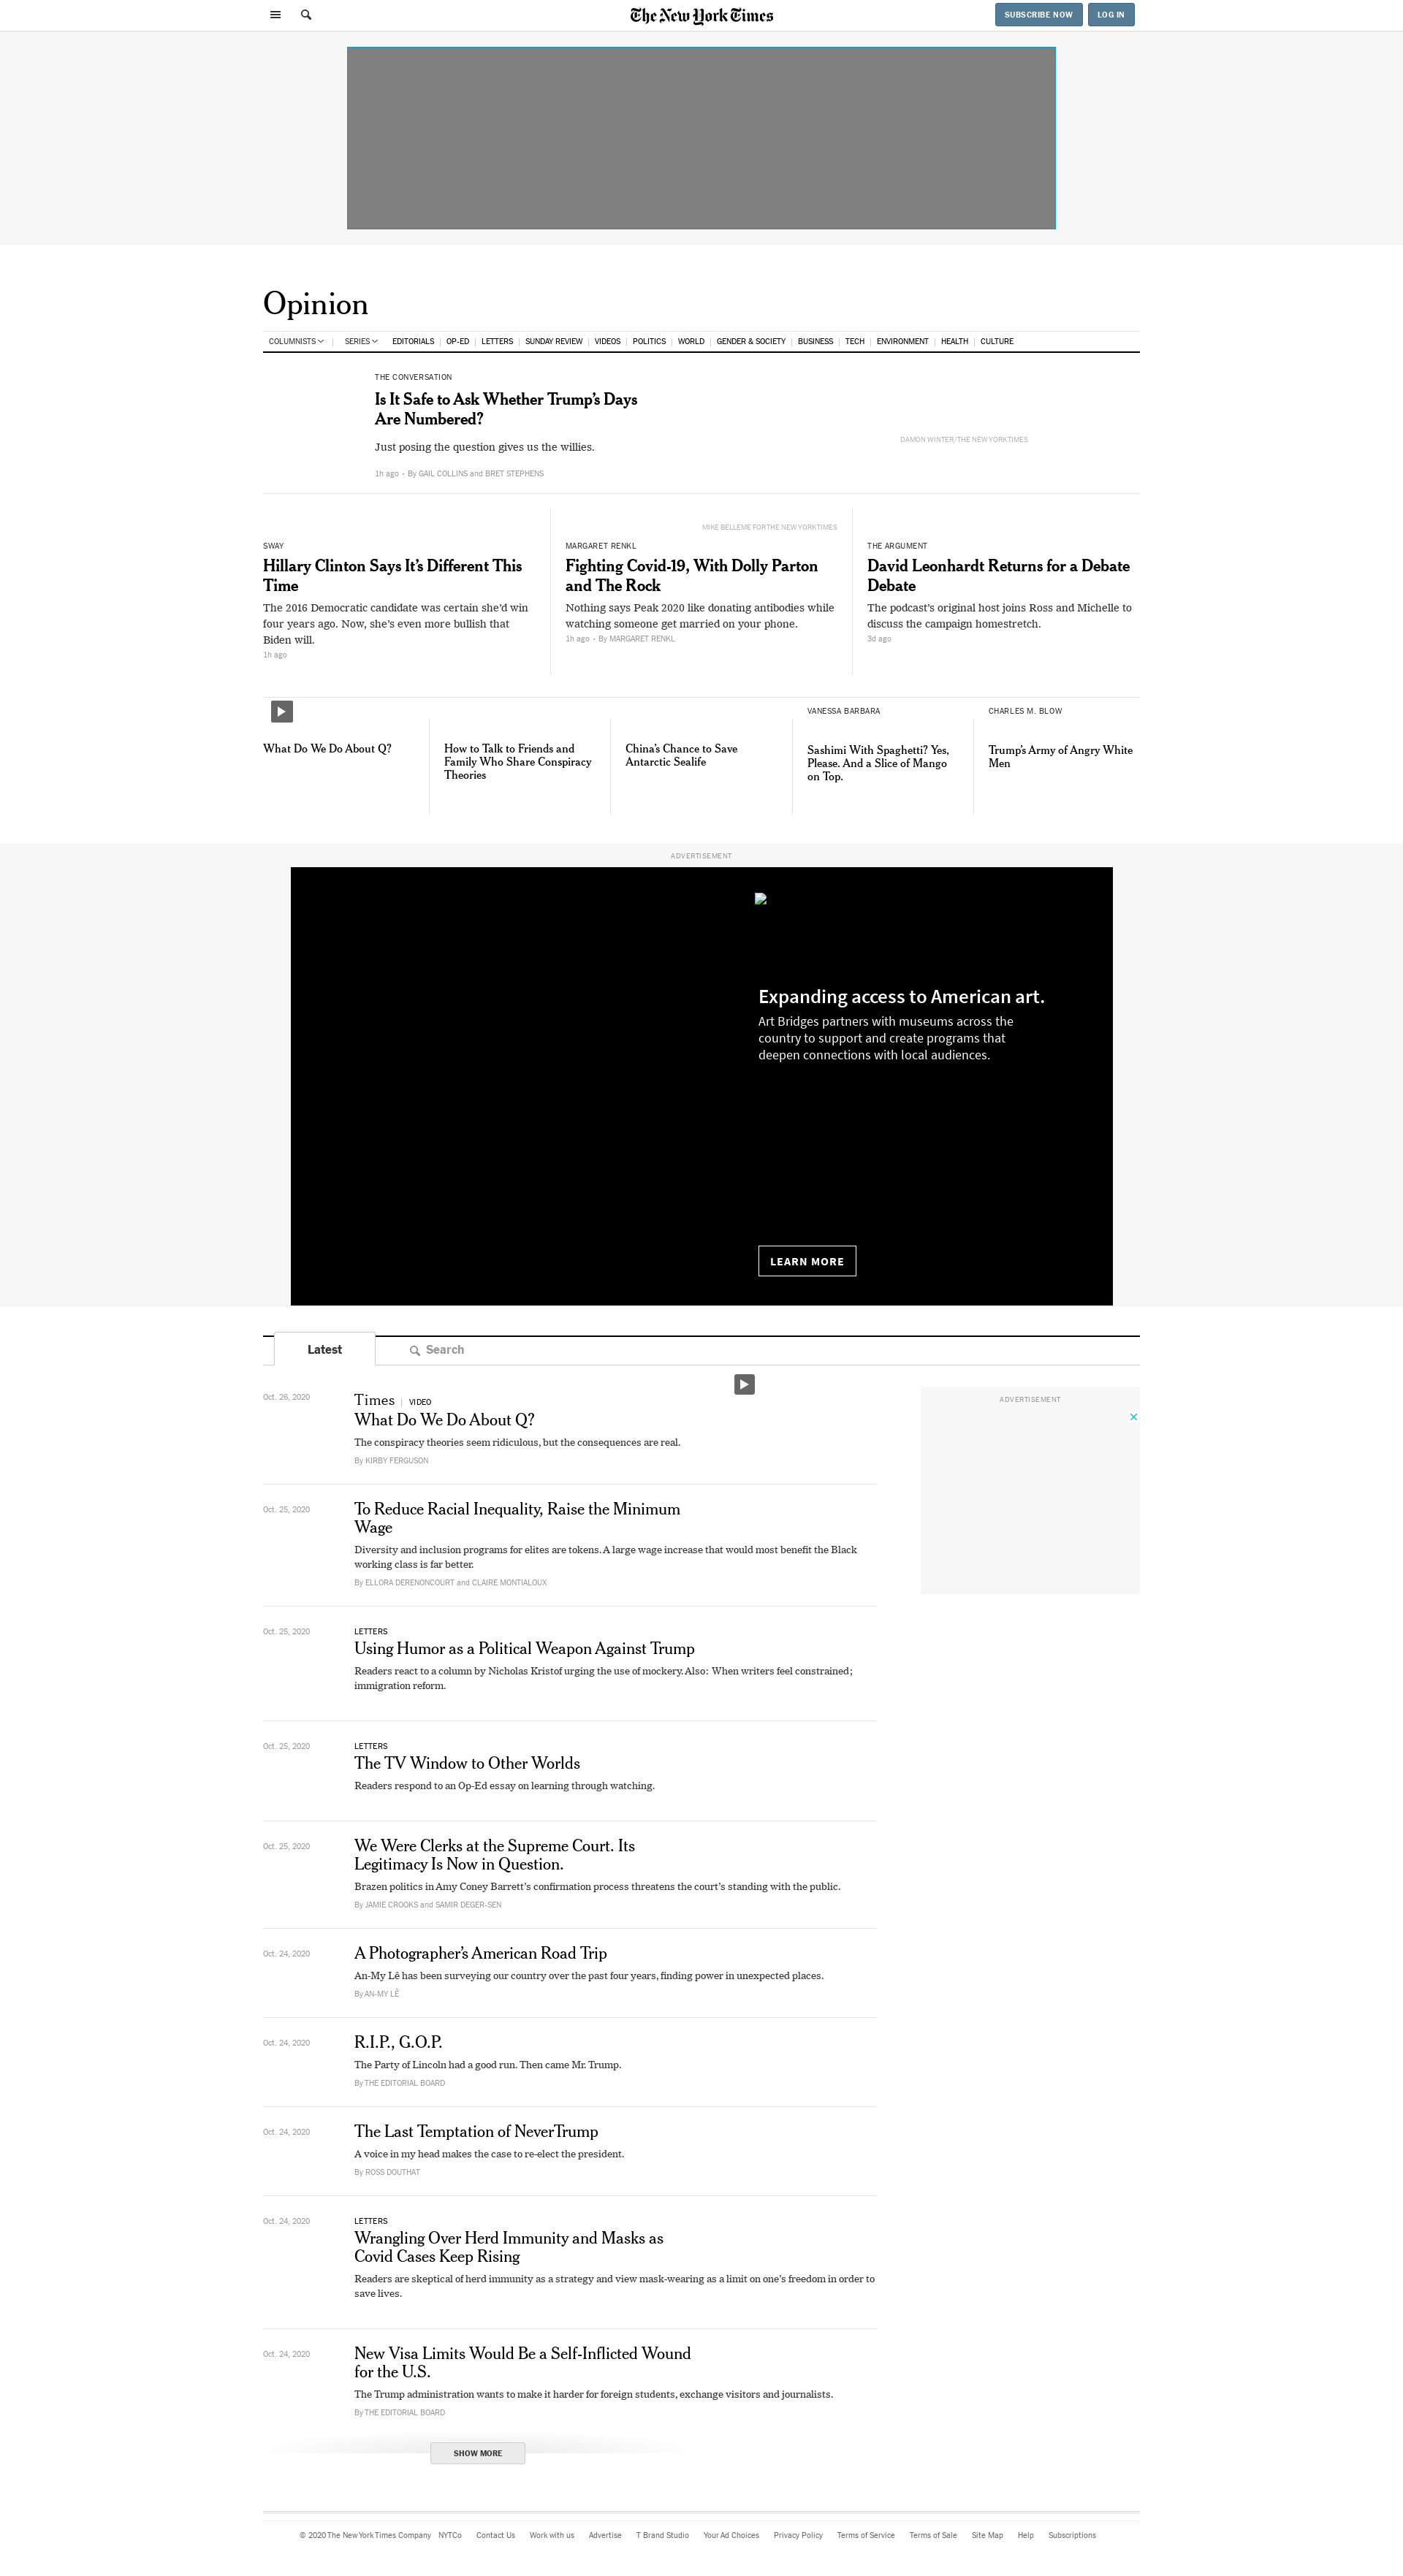 The New York Times
SUBSCRIBE NOW
LOG IN
Opinion
COLUMNISTS
SERIES
EDITORIALS
OP-ED
LETTERS
SUNDAY REVIEW
VIDEOS
POLITICS
WORLD
GENDER & SOCIETY
BUSINESS
TECH
ENVIRONMENT
HEALTH
CULTURE
THE CONVERSATION
Is It Safe to Ask Whether Trump’s Days
Are Numbered?
Just posing the question gives us the willies.
1h ago · By GAIL COLLINS and BRET STEPHENS
DAMON WINTER/THE NEW YORK TIMES
SWAY
Hillary Clinton Says It’s Different This
Time
The 2016 Democratic candidate was certain she’d win
four years ago. Now, she’s even more bullish that
Biden will.
1h ago
MIKE BELLEME FOR THE NEW YORK TIMES
MARGARET RENKL
Fighting Covid-19, With Dolly Parton
and The Rock
Nothing says Peak 2020 like donating antibodies while
watching someone get married on your phone.
1h ago · By MARGARET RENKL
THE ARGUMENT
David Leonhardt Returns for a Debate
Debate
The podcast’s original host joins Ross and Michelle to
discuss the campaign homestretch.
3d ago
What Do We Do About Q?
How to Talk to Friends and
Family Who Share Conspiracy
Theories
China’s Chance to Save
Antarctic Sealife
VANESSA BARBARA
Sashimi With Spaghetti? Yes,
Please. And a Slice of Mango
on Top.
CHARLES M. BLOW
Trump’s Army of Angry White
Men
ADVERTISEMENT
Expanding access to American art.
Art Bridges partners with museums across the
country to support and create programs that
deepen connections with local audiences.
LEARN MORE
Latest
Search
Oct. 26, 2020
Times | VIDEO
What Do We Do About Q?
The conspiracy theories seem ridiculous, but the consequences are real.
By KIRBY FERGUSON
ADVERTISEMENT
Oct. 25, 2020
To Reduce Racial Inequality, Raise the Minimum
Wage
Diversity and inclusion programs for elites are tokens. A large wage increase that would most benefit the Black
working class is far better.
By ELLORA DERENONCOURT and CLAIRE MONTIALOUX
Oct. 25, 2020
LETTERS
Using Humor as a Political Weapon Against Trump
Readers react to a column by Nicholas Kristof urging the use of mockery. Also: When writers feel constrained;
immigration reform.
Oct. 25, 2020
LETTERS
The TV Window to Other Worlds
Readers respond to an Op-Ed essay on learning through watching.
Oct. 25, 2020
We Were Clerks at the Supreme Court. Its
Legitimacy Is Now in Question.
Brazen politics in Amy Coney Barrett’s confirmation process threatens the court’s standing with the public.
By JAMIE CROOKS and SAMIR DEGER-SEN
Oct. 24, 2020
A Photographer’s American Road Trip
An-My Lê has been surveying our country over the past four years, finding power in unexpected places.
By AN-MY LÊ
Oct. 24, 2020
R.I.P., G.O.P.
The Party of Lincoln had a good run. Then came Mr. Trump.
By THE EDITORIAL BOARD
Oct. 24, 2020
The Last Temptation of NeverTrump
A voice in my head makes the case to re-elect the president.
By ROSS DOUTHAT
Oct. 24, 2020
LETTERS
Wrangling Over Herd Immunity and Masks as
Covid Cases Keep Rising
Readers are skeptical of herd immunity as a strategy and view mask-wearing as a limit on one’s freedom in order to
save lives.
Oct. 24, 2020
New Visa Limits Would Be a Self-Inflicted Wound
for the U.S.
The Trump administration wants to make it harder for foreign students, exchange visitors and journalists.
By THE EDITORIAL BOARD
SHOW MORE
© 2020 The New York Times Company
NYTCo
Contact Us
Work with us
Advertise
T Brand Studio
Your Ad Choices
Privacy Policy
Terms of Service
Terms of Sale
Site Map
Help
Subscriptions